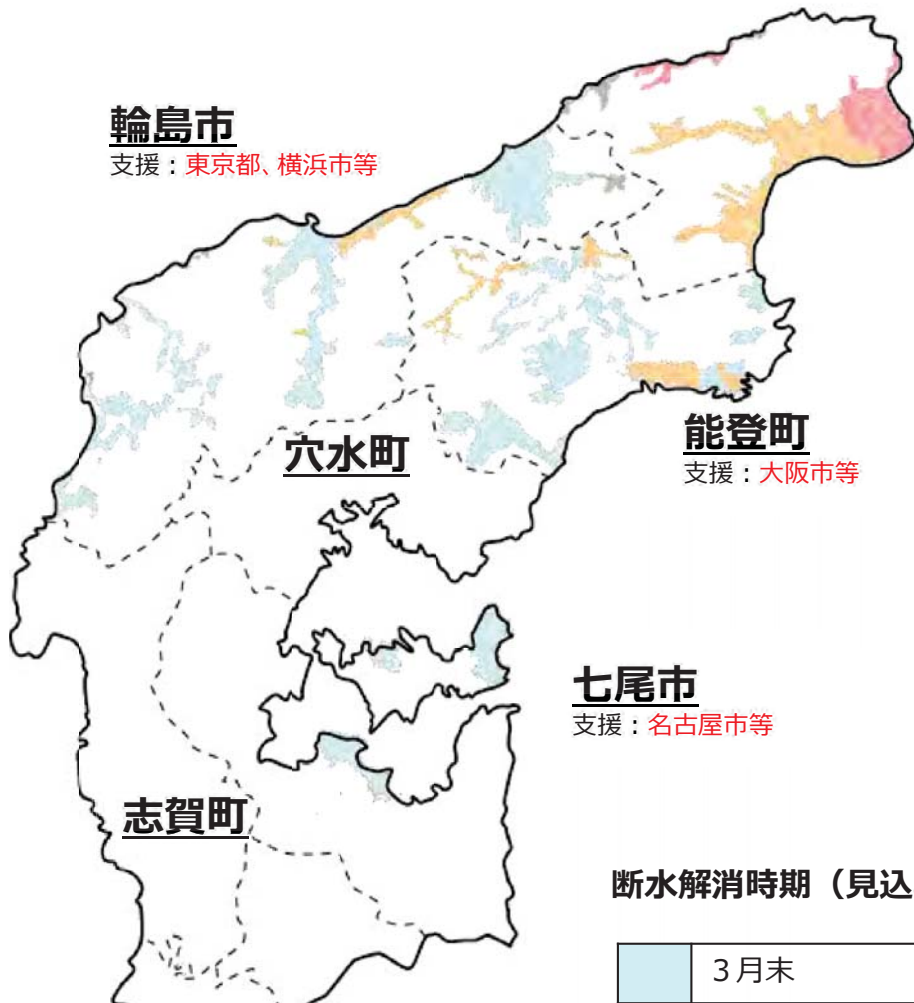 輪島市
支援：東京都、横浜市等
穴水町
能登町
支援：大阪市等
七尾市
支援：名古屋市等
志賀町
断水解消時期（見込
３月末